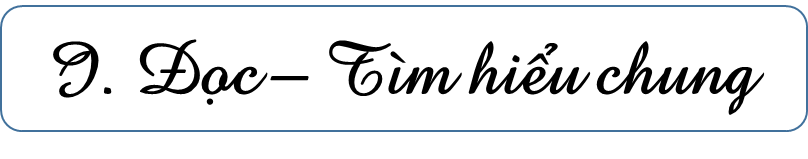 I. Đọc – Tìm hiểu chung